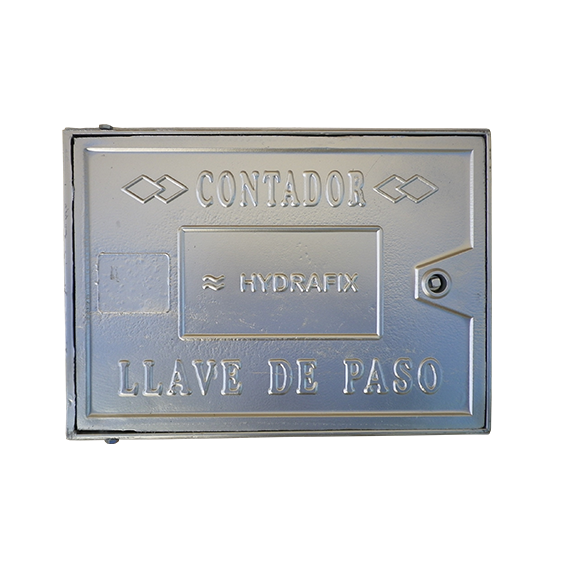 CONTADOR
HYDRAFIX
LLAVE DE PASO